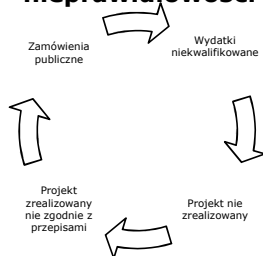 nieprawidłowości
Zamówienia
publiczne
Wydatki
niekwalifikowane
Projekt
zrealizowany
nie zgodnie z
przepisami
Projekt nie
zrealizowany